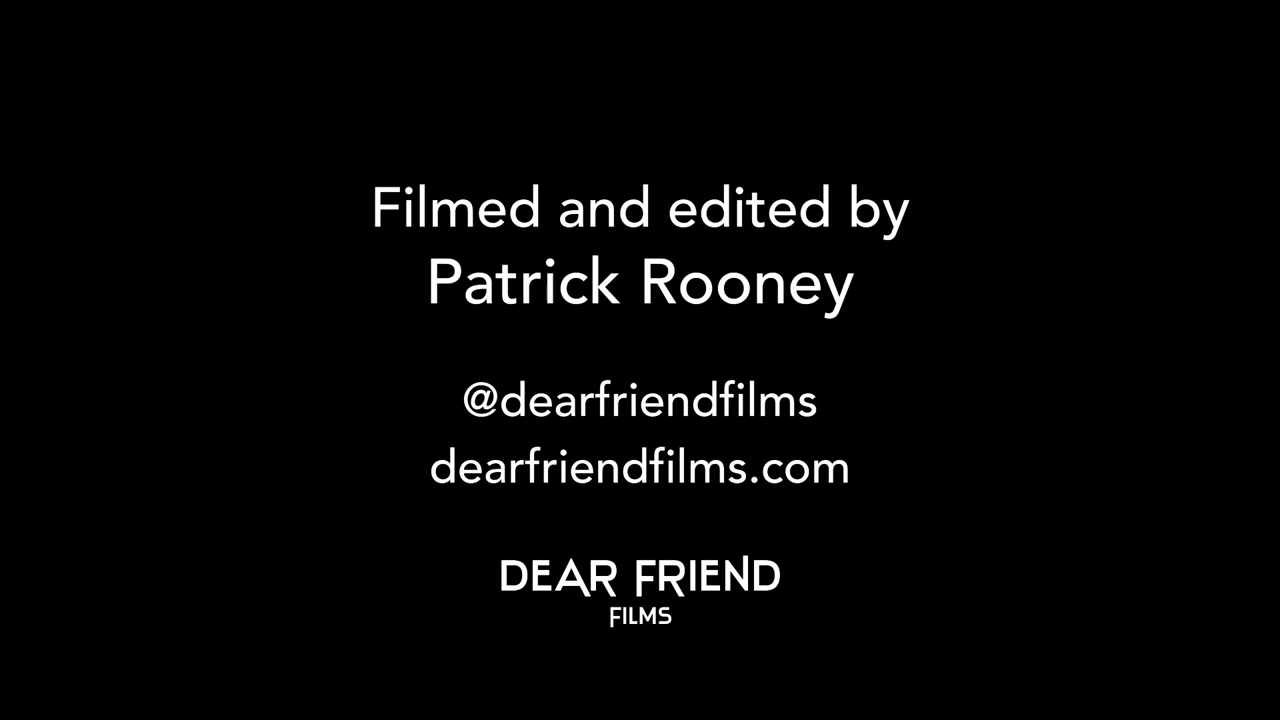 Filmed and edited by
Patrick Rooney
@dearfriendfilms
dearfriendfilms.com
DEAR FRIEND
FILMS